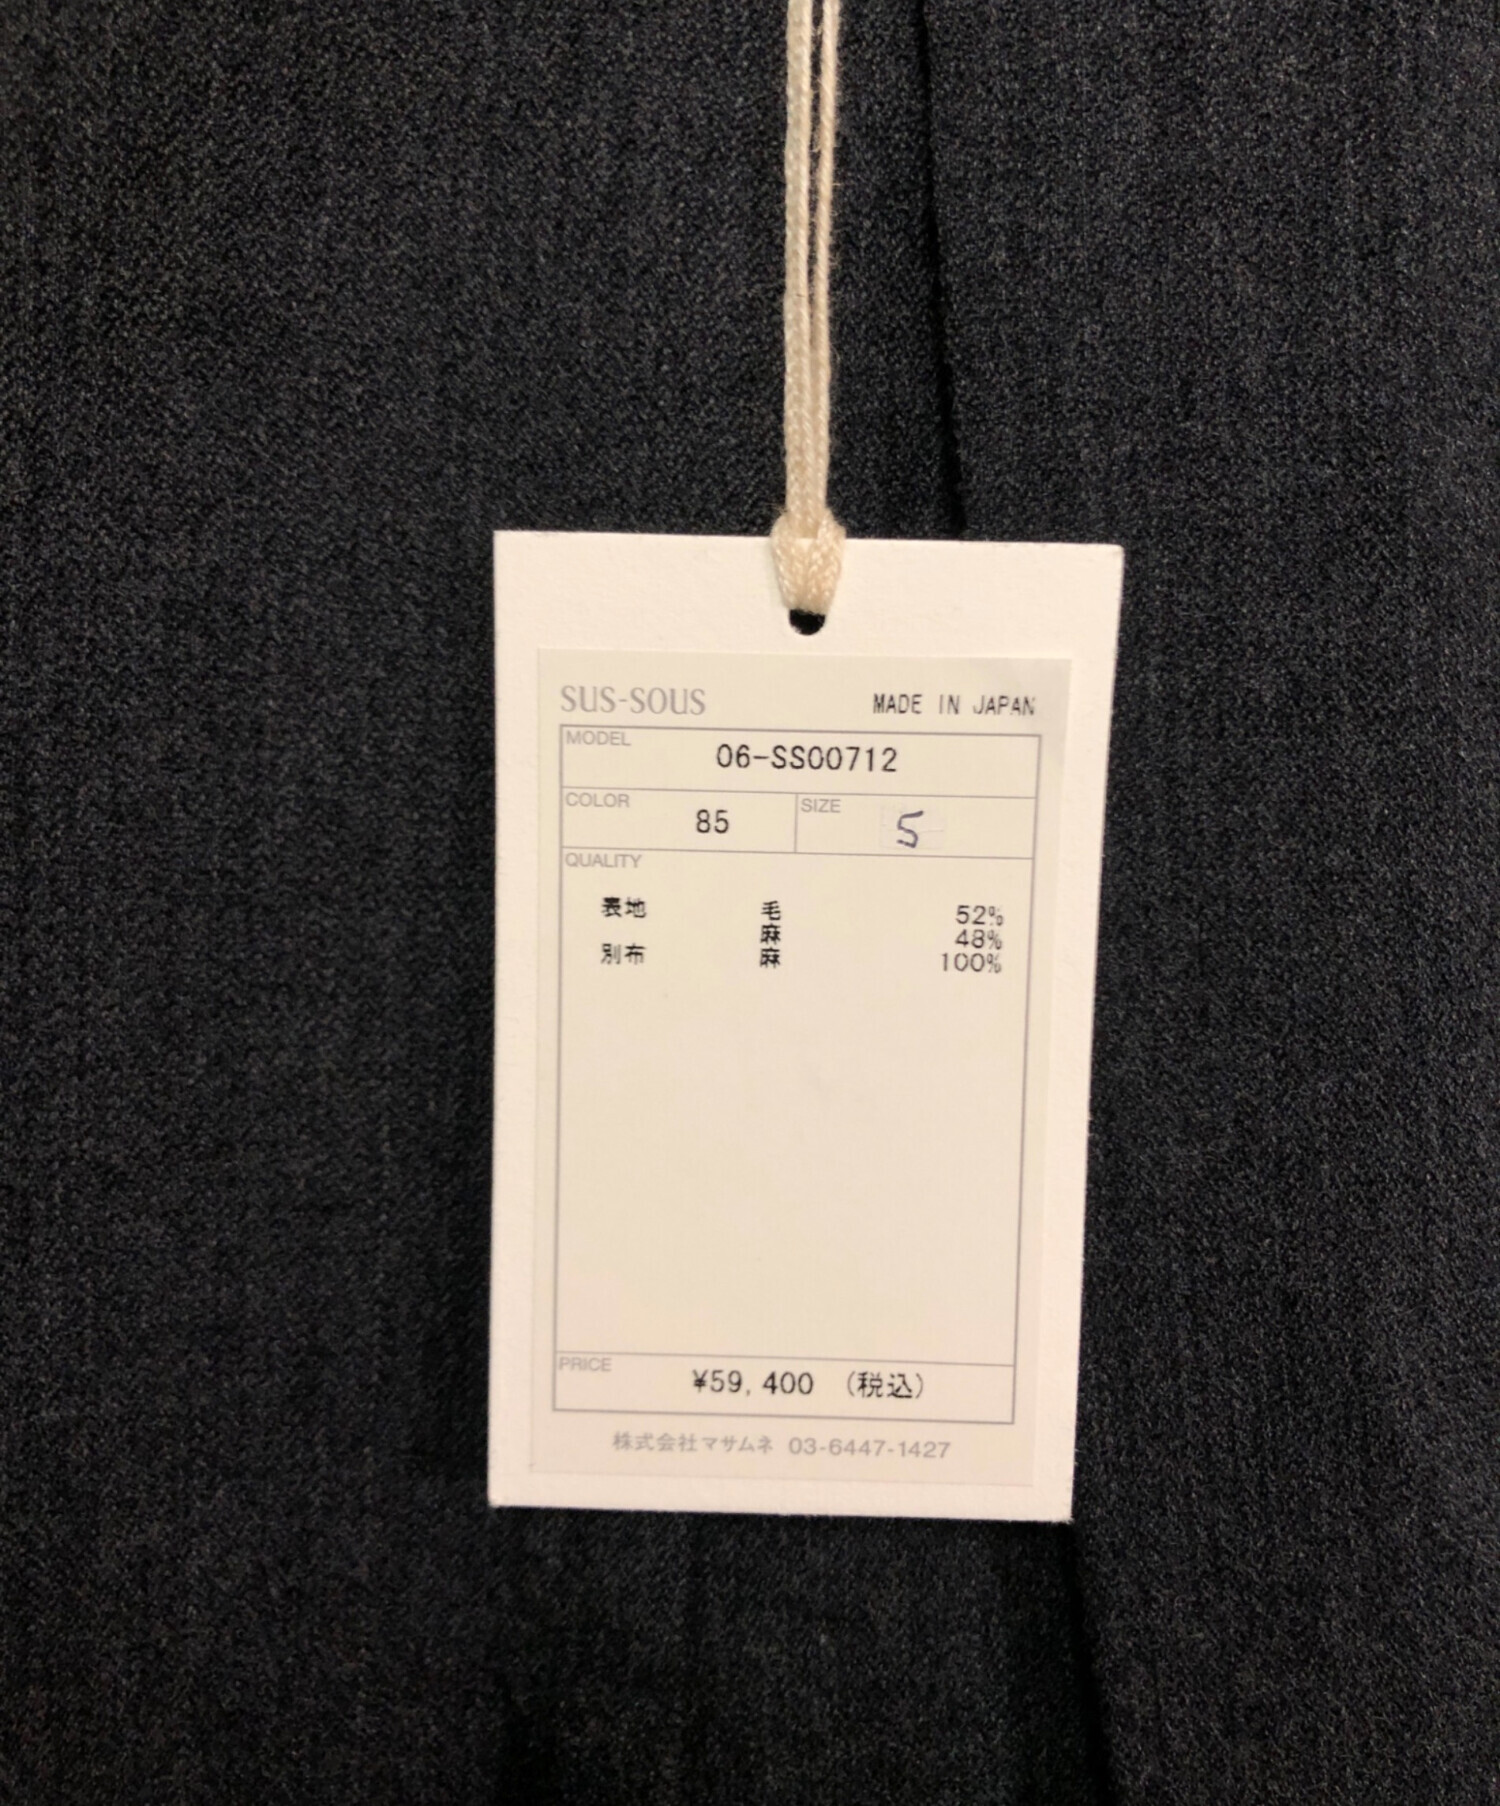 SUS-SOUS MADE IN JAPAN
MODEL 06-SS00712
COLOR 85 SIZE 5
QUALITY
表地 毛 52%
麻 48%
別布 麻 100%
PRICE ¥59,400 (税込)
株式会社マサムネ 03-6447-1427